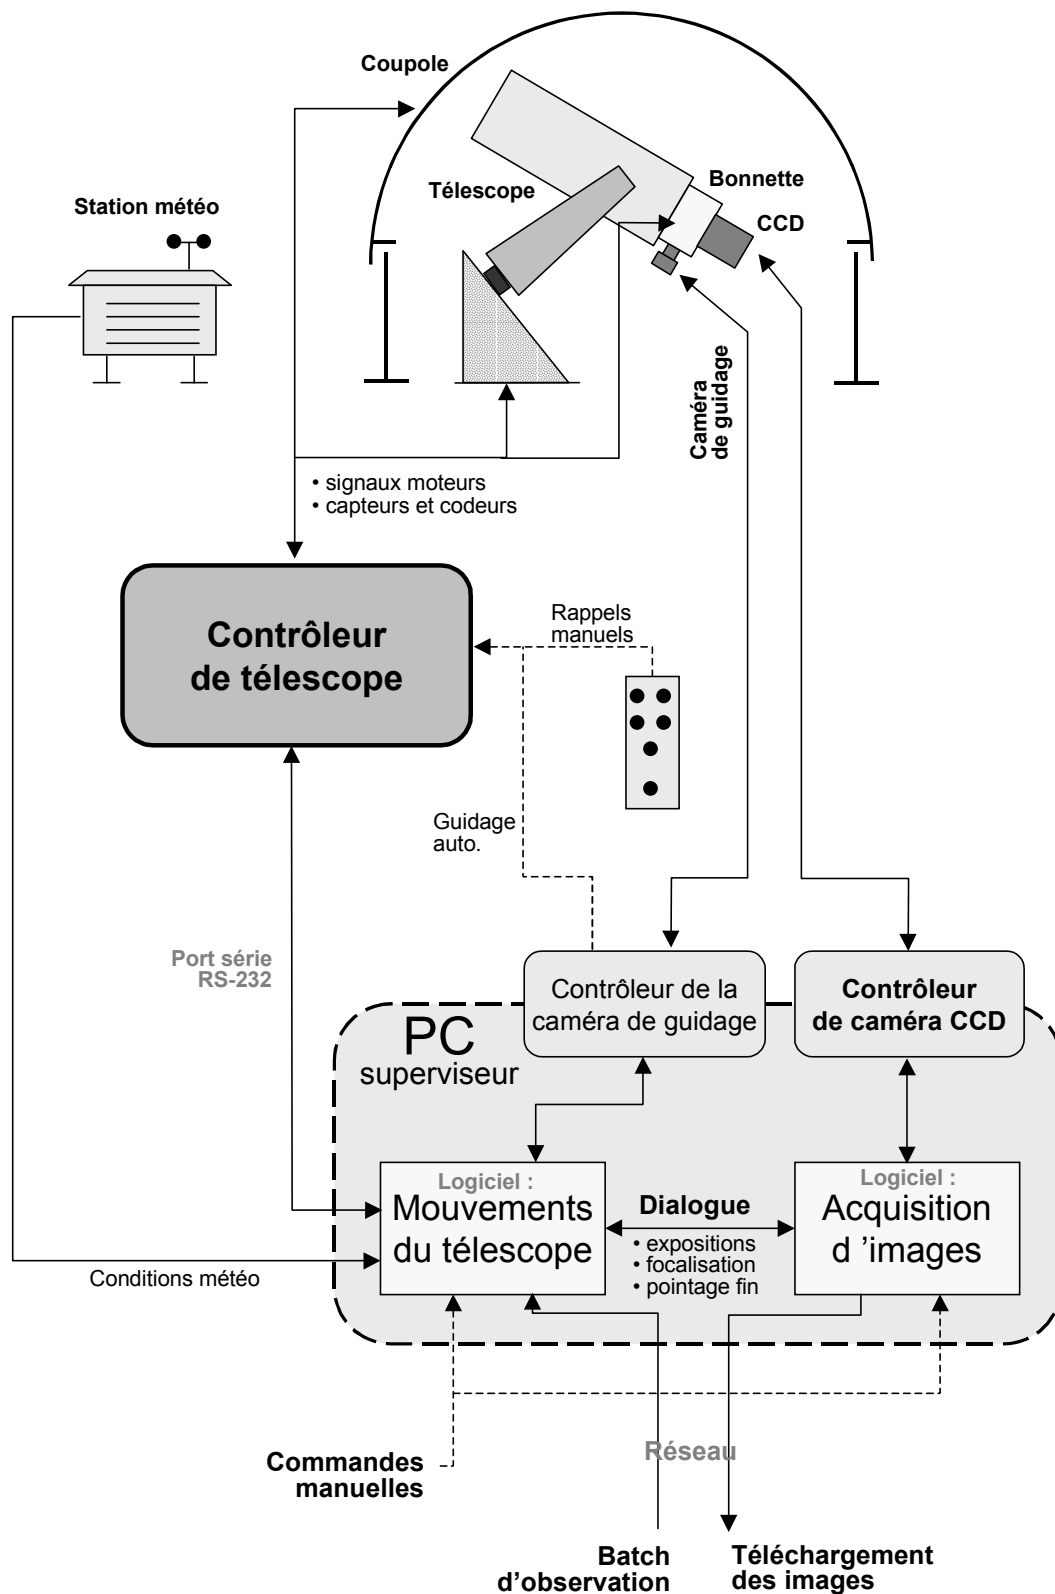 Coupole
Télescope
Bonnette
CCD
Station météo
Caméra
de guidage
• signaux moteurs
• capteurs et codeurs
Contrôleur
de télescope
Rappels
manuels
Guidage
auto.
Port série
RS-232
Contrôleur de la
caméra de guidage
Contrôleur
de caméra CCD
PC
superviseur
Logiciel :
Mouvements
du télescope
Dialogue
• expositions
• focalisation
• pointage fin
Logiciel :
Acquisition
d ’images
Conditions météo
Commandes
manuelles
Réseau
Batch
d’observation
Téléchargement
des images